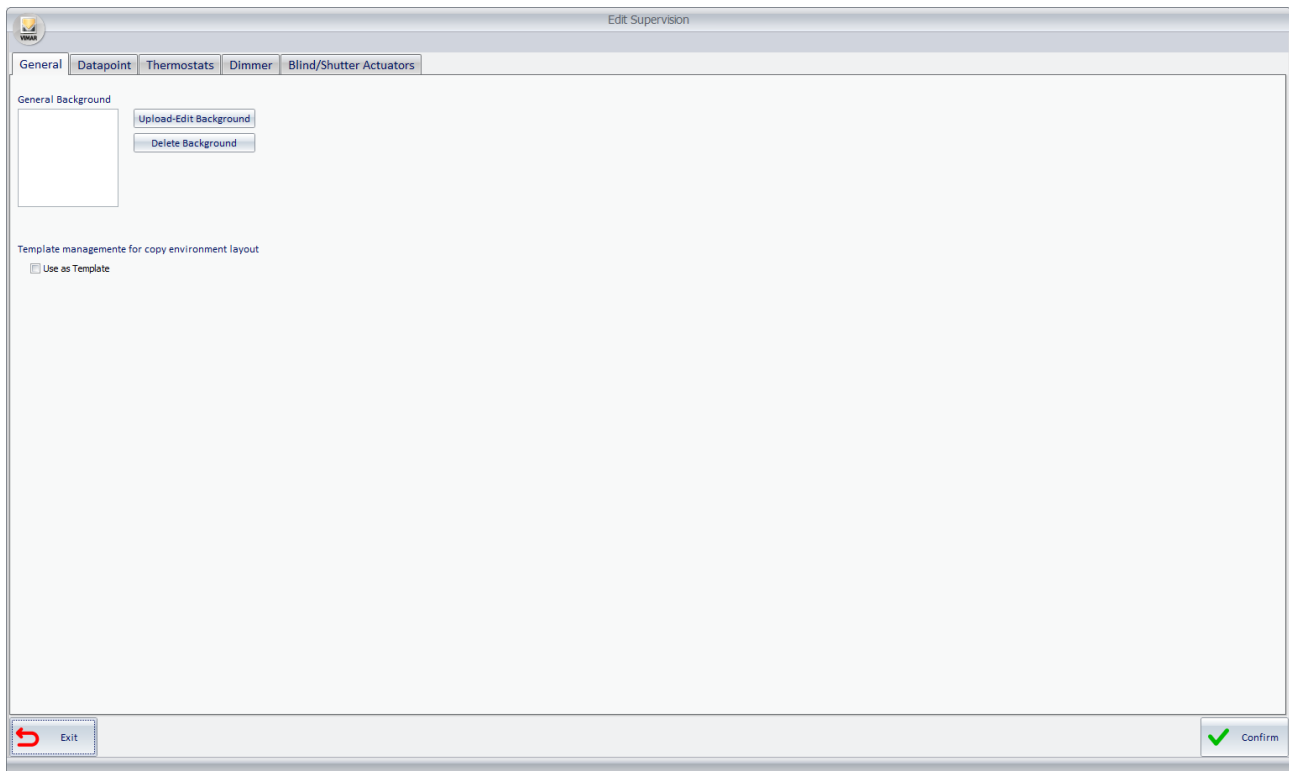 Edit Supervision
VIMAR
General Datapoint Thermostats Dimmer Blind/Shutter Actuators
General Background
Upload-Edit Background
Delete Background
Template managemente for copy environment layout
Use as Template
Exit Confirm